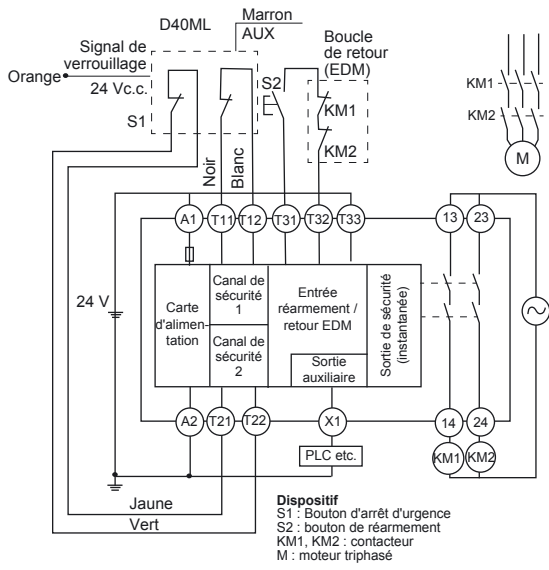 D40ML
Marron
AUX
Signal de
verrouillage
Orange
24 Vc.c.
S1
S2
Boucle
de retour
(EDM)
KM1
KM2
KM1
KM2
M
Noir
Blanc
A1
T11
T12
T31
T32
T33
13
23
24 V
Carte
d'alimen-
tation
Canal de
sécurité
1
Canal de
sécurité
2
Entrée
réarmement /
retour EDM
Sortie
auxiliaire
Sortie de sécurité
(instantanée)
A2
T21
T22
X1
14
24
PLC etc.
KM1
KM2
Jaune
Vert
Dispositif
S1 : Bouton d'arrêt d'urgence
S2 : bouton de réarmement
KM1, KM2 : contacteur
M : moteur triphasé